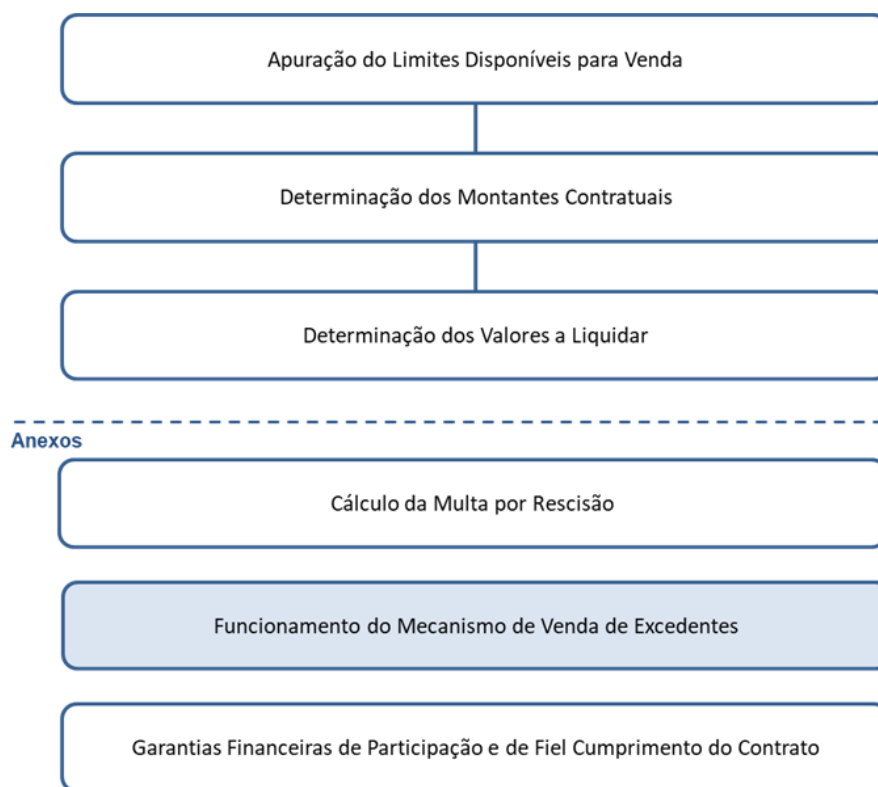 Apuração do Limites Disponíveis para Venda
Determinação dos Montantes Contratuais
Determinação dos Valores a Liquidar
Anexos
Cálculo da Multa por Rescisão
Funcionamento do Mecanismo de Venda de Excedentes
Garantias Financeiras de Participação e de Fiel Cumprimento do Contrato